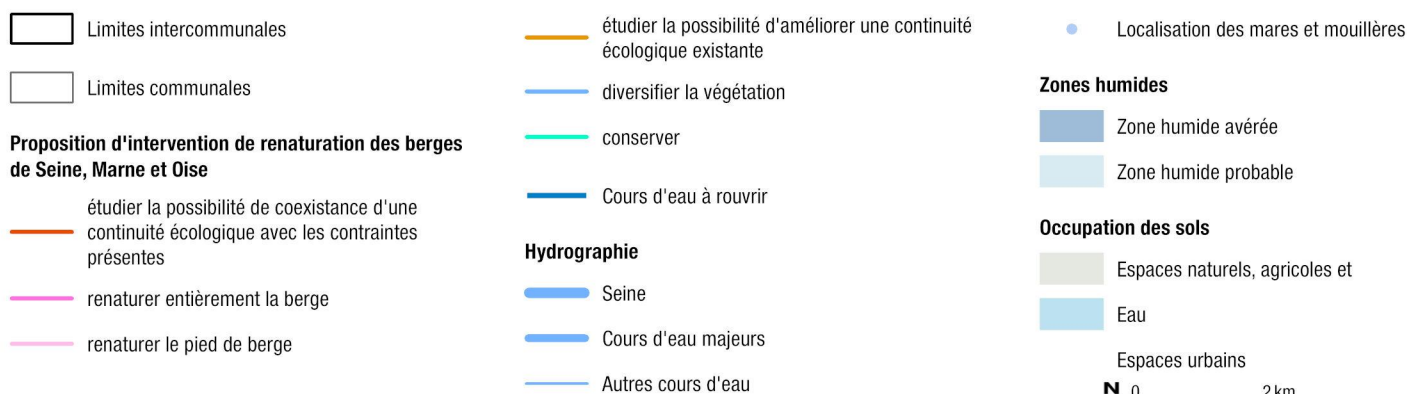 Limites intercommunales
Limites communales
Proposition d'intervention de renaturation des berges
de Seine, Marne et Oise
étudier la possibilité de coexistance d'une
continuité écologique avec les contraintes
présentes
renaturer entièrement la berge
renaturer le pied de berge
étudier la possibilité d'améliorer une continuité
écologique existante
diversifier la végétation
conserver
Cours d'eau à rouvrir
Hydrographie
Seine
Cours d'eau majeurs
Autres cours d'eau
Localisation des mares et mouillères
Zones humides
Zone humide avérée
Zone humide probable
Occupation des sols
Espaces naturels, agricoles et
Eau
Espaces urbains
N 0 2 km